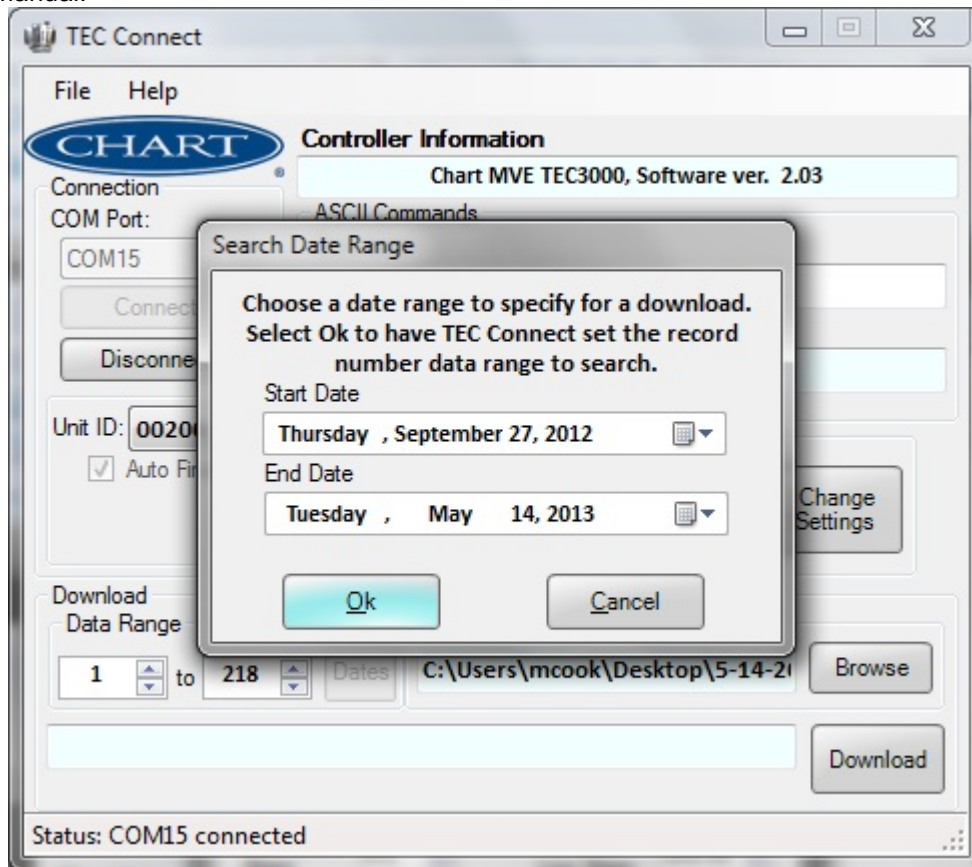 TEC Connect
File Help
CHART
®
Controller Information
Chart MVE TEC3000, Software ver. 2.03
Connection
COM Port:
ASCII Commands
COM15
Search Date Range
Choose a date range to specify for a download.
Select Ok to have TEC Connect set the record
number data range to search.
Start Date
Thursday , September 27, 2012
End Date
Tuesday , May 14, 2013
Ok
Cancel
Connect
Unit ID:
Change
Settings
Download
Data Range
1 to 218
Dates
C:\Users\mcook\Desktop\5-14-2
Browse
Download
Status: COM15 connected